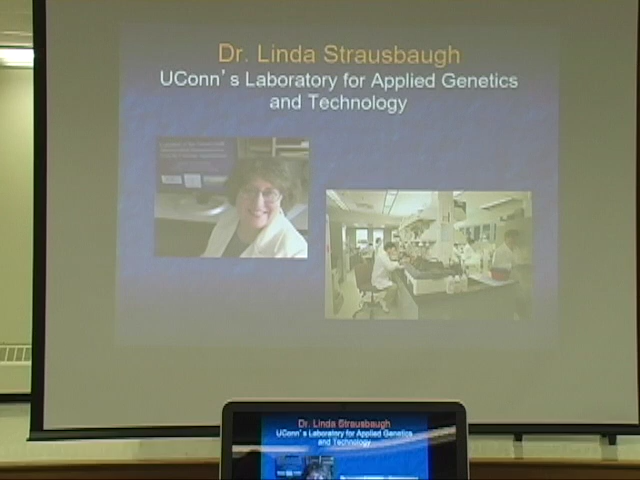 Dr. Linda Strausbaugh
UConn's Laboratory for Applied Genetics
and Technology
Dr. Linda Strausbaugh
UConn's Laboratory for Applied Genetics
and Technology